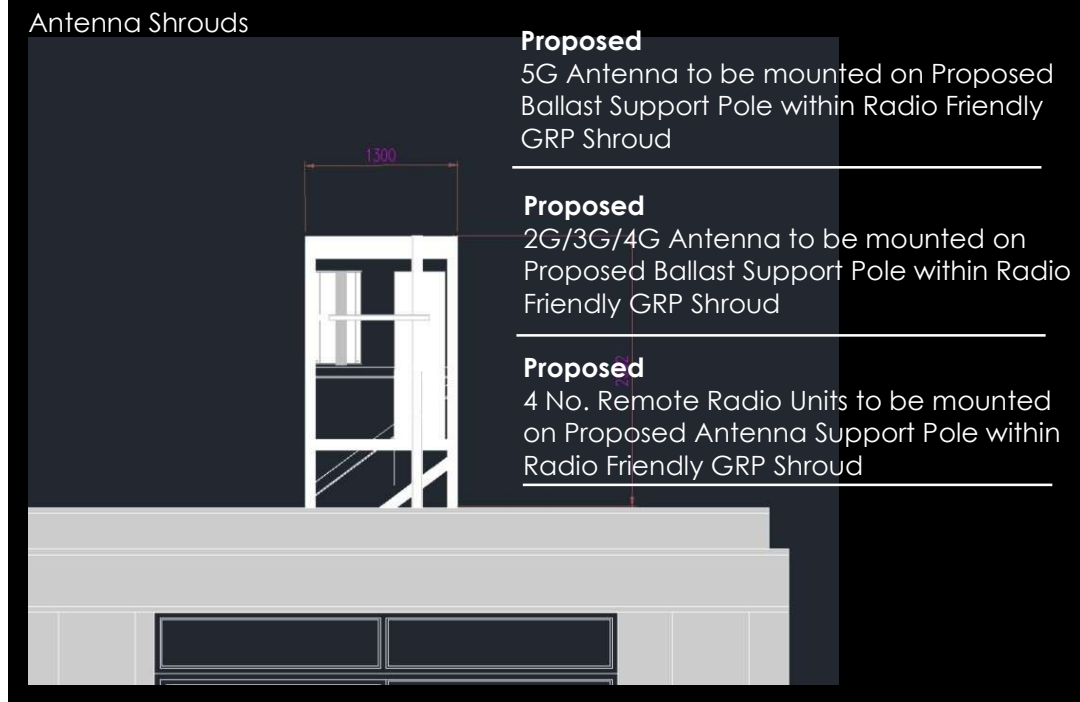 Antenna Shrouds
Proposed
5G Antenna to be mounted on Proposed
Ballast Support Pole within Radio Friendly
GRP Shroud
1300
Proposed
2G/3G/4G Antenna to be mounted on
Proposed Ballast Support Pole within Radio
Friendly GRP Shroud
Proposed
4 No. Remote Radio Units to be mounted
on Proposed Antenna Support Pole within
Radio Friendly GRP Shroud